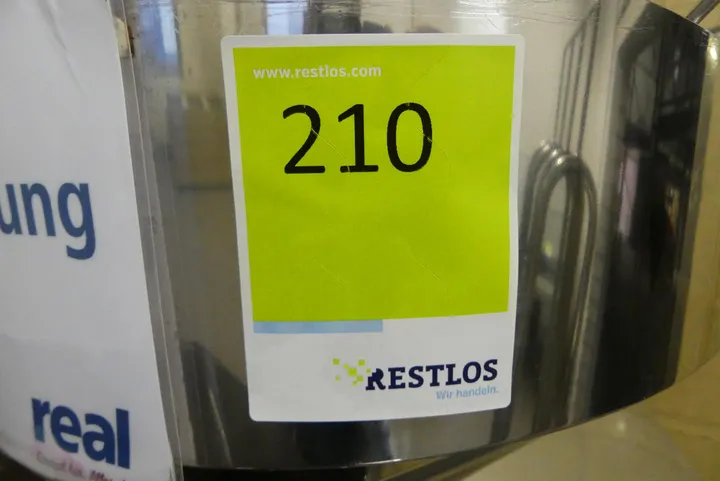 www.restlos.com
210
RESTLOS
Wir handeln.
ung
real